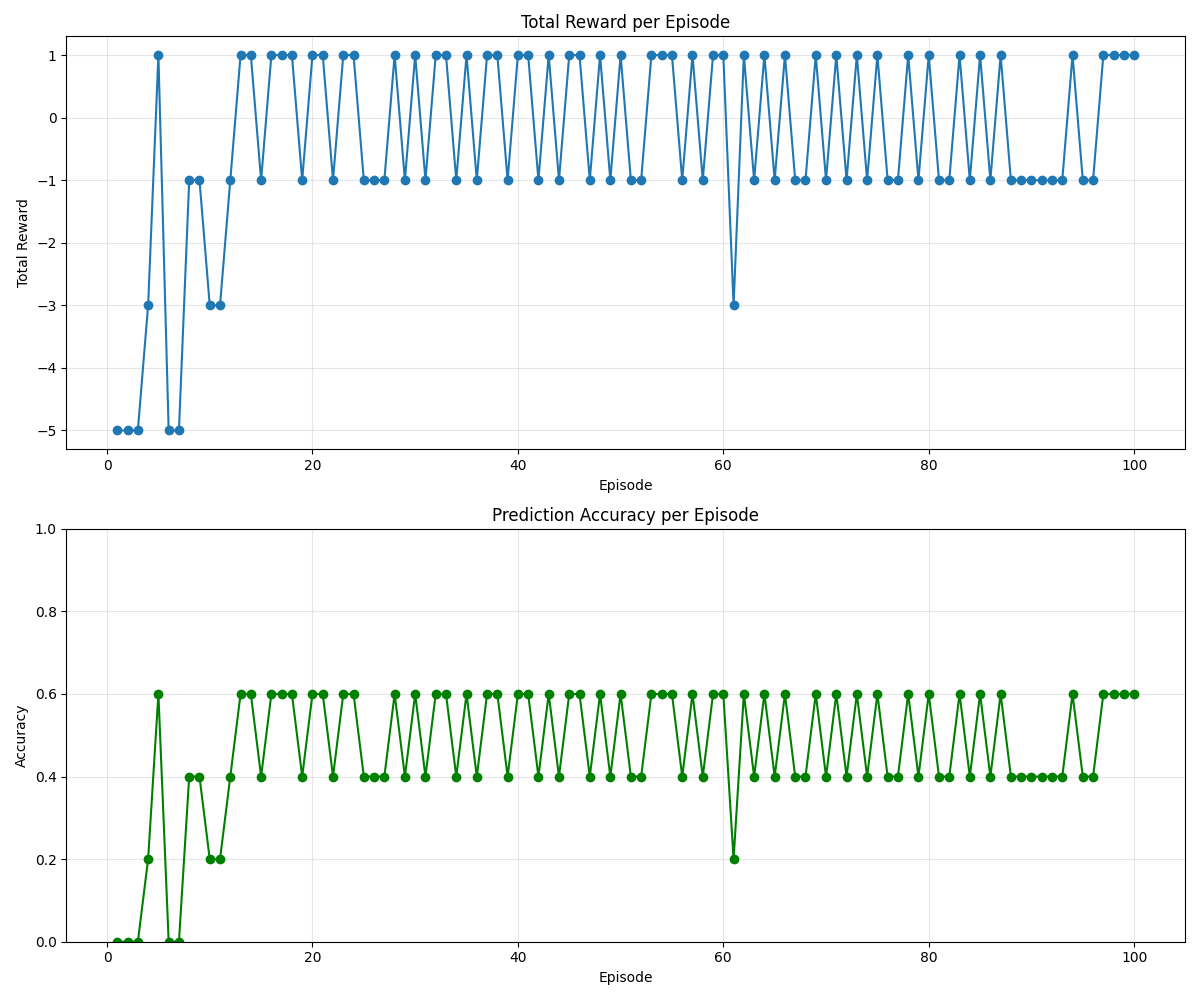 Total Reward per Episode
1
0
−1
−2
−3
−4
−5
Total Reward
0 20 40 60 80 100
Episode
Prediction Accuracy per Episode
1.0
0.8
0.6
0.4
0.2
0.0
Accuracy
0 20 40 60 80 100
Episode